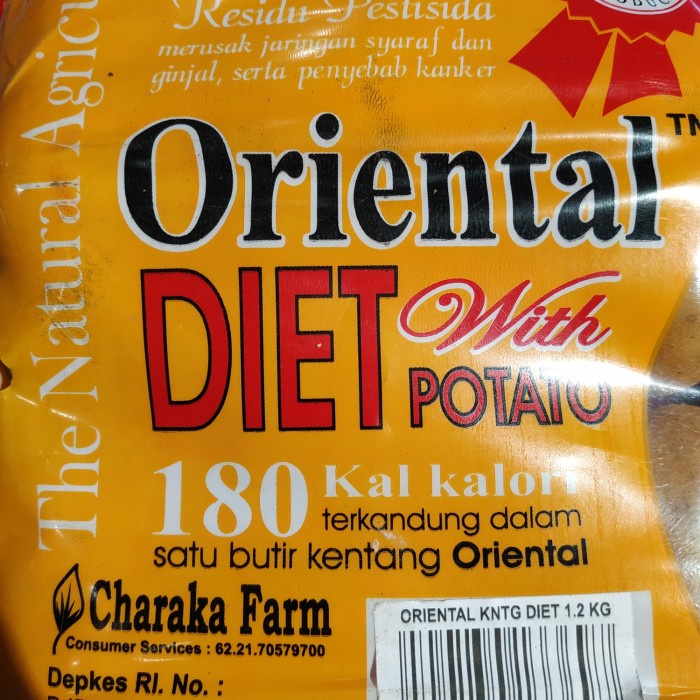 Residu Pestisida
merusak jaringan syaraf dan
ginjal, serta penyebab kanker
The Natural
Oriental TM
DIET With
POTATO
180 Kal kalori
terkandung dalam
satu butir kentang Oriental
Charaka Farm
Consumer Services : 62.21.70579700
ORIENTAL KNTG DIET 1.2 KG
Depkes RI. No. :